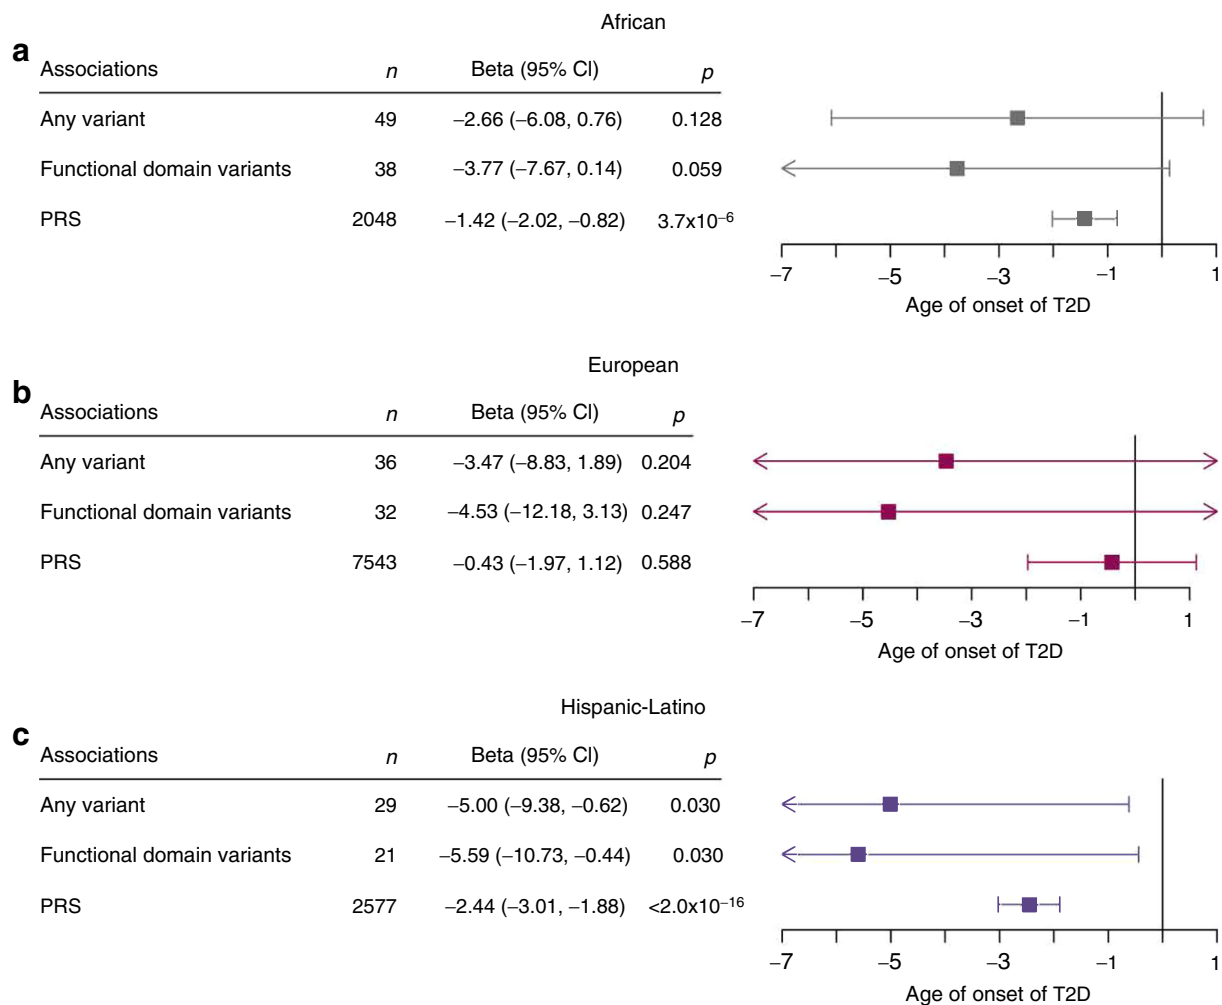 African
a
Associations n Beta (95% CI) p
Any variant 49 −2.66 (−6.08, 0.76) 0.128
Functional domain variants 38 −3.77 (−7.67, 0.14) 0.059
PRS 2048 −1.42 (−2.02, −0.82) 3.7x10⁻⁶
−7 −5 −3 −1 1
Age of onset of T2D
European
b
Associations n Beta (95% CI) p
Any variant 36 −3.47 (−8.83, 1.89) 0.204
Functional domain variants 32 −4.53 (−12.18, 3.13) 0.247
PRS 7543 −0.43 (−1.97, 1.12) 0.588
−7 −5 −3 −1 1
Age of onset of T2D
Hispanic-Latino
c
Associations n Beta (95% CI) p
Any variant 29 −5.00 (−9.38, −0.62) 0.030
Functional domain variants 21 −5.59 (−10.73, −0.44) 0.030
PRS 2577 −2.44 (−3.01, −1.88) <2.0x10⁻¹⁶
−7 −5 −3 −1 1
Age of onset of T2D